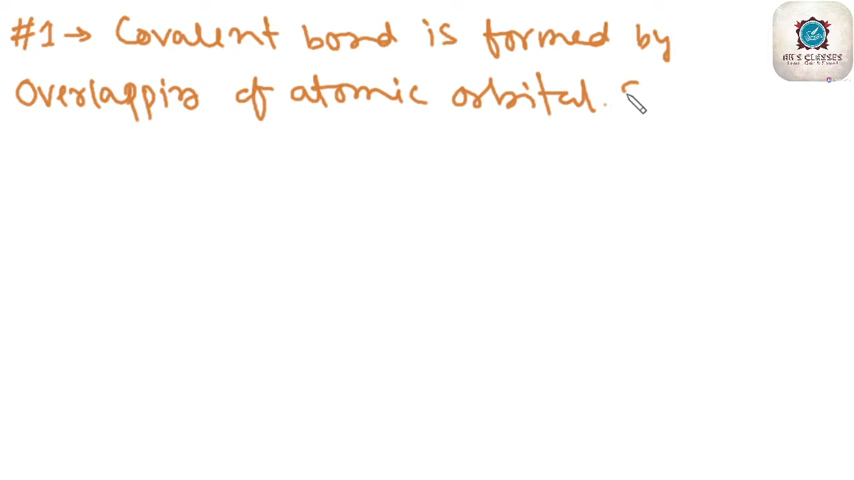 #1→ Covalent bond is formed by
Overlapping of atomic orbital.